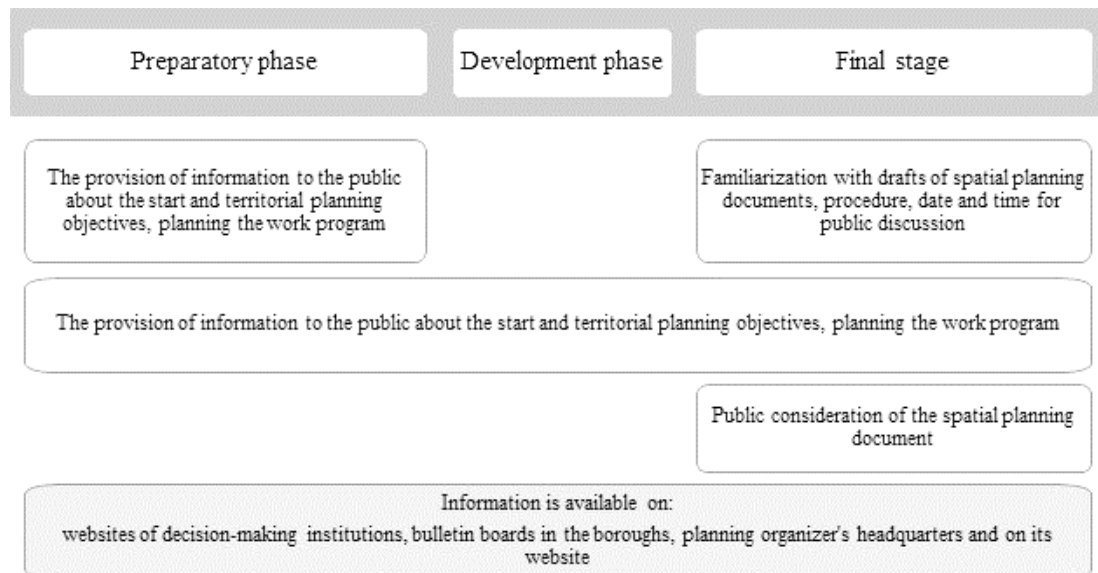 Preparatory phase
Development phase
Final stage
The provision of information to the public
about the start and territorial planning
objectives, planning the work program
Familiarization with drafts of spatial planning
documents, procedure, date and time for
public discussion
The provision of information to the public about the start and territorial planning objectives, planning the work program
Public consideration of the spatial planning
document
Information is available on:
websites of decision-making institutions, bulletin boards in the boroughs, planning organizer's headquarters and on its
website